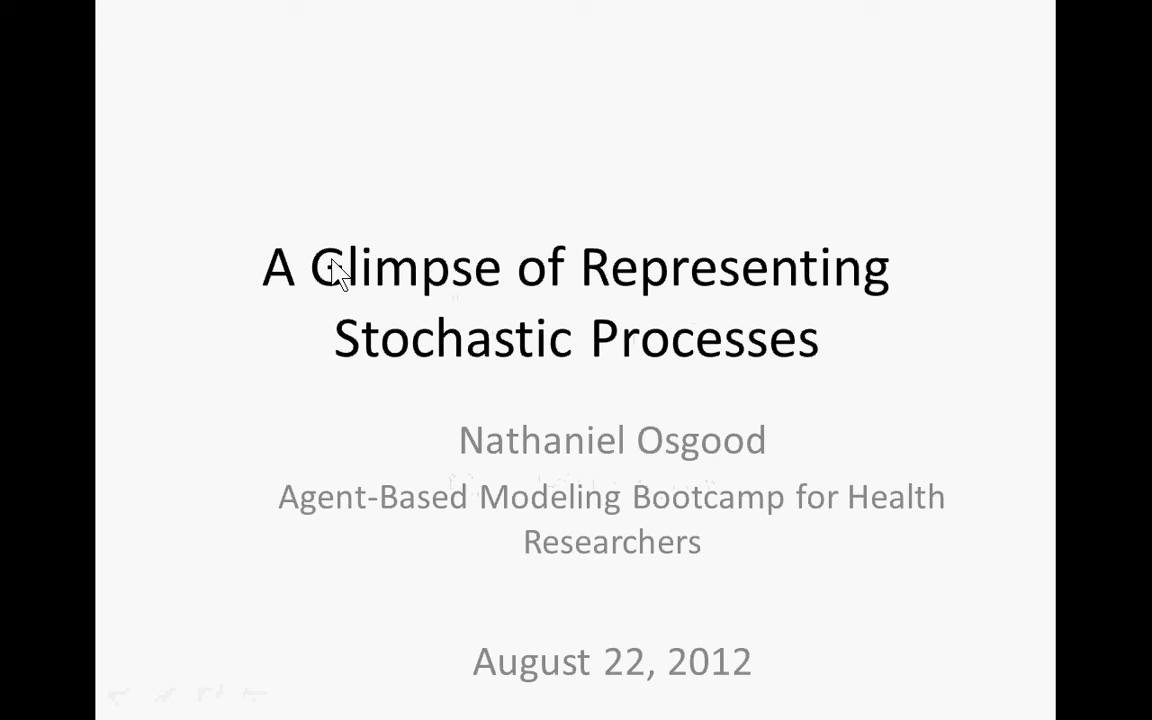 A Glimpse of Representing
Stochastic Processes
Nathaniel Osgood
Agent-Based Modeling Bootcamp for Health
Researchers
August 22, 2012